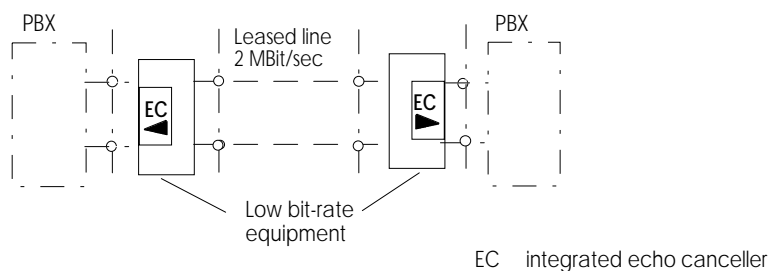 PBX
PBX
Leased line
2 MBit/sec
EC
EC
Low bit-rate
equipment
EC integrated echo canceller